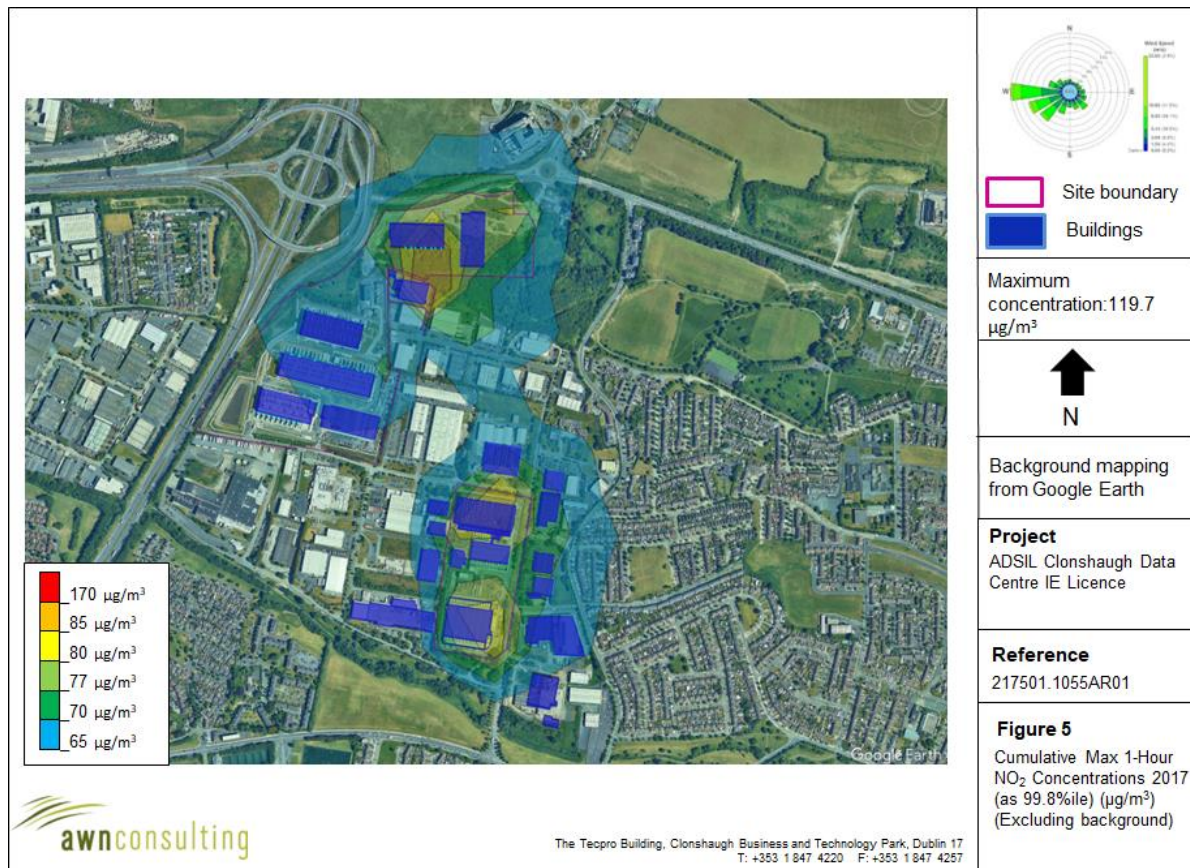 N
W
S
Wind Speed
Site boundary
Buildings
Maximum
concentration:119.7
µg/m³
N
Background mapping
from Google Earth
Project
ADSIL Clonshaugh Data
Centre IE Licence
Reference
217501.1055AR01
Figure 5
Cumulative Max 1-Hour
NO₂ Concentrations 2017
(as 99.8%ile) (µg/m³)
(Excluding background)
170 µg/m³
85 µg/m³
80 µg/m³
77 µg/m³
70 µg/m³
65 µg/m³
Google Earth
awnconsulting
The Tecpro Building, Clonshaugh Business and Technology Park, Dublin 17
T: +353 1 847 4220 F: +353 1 847 4257